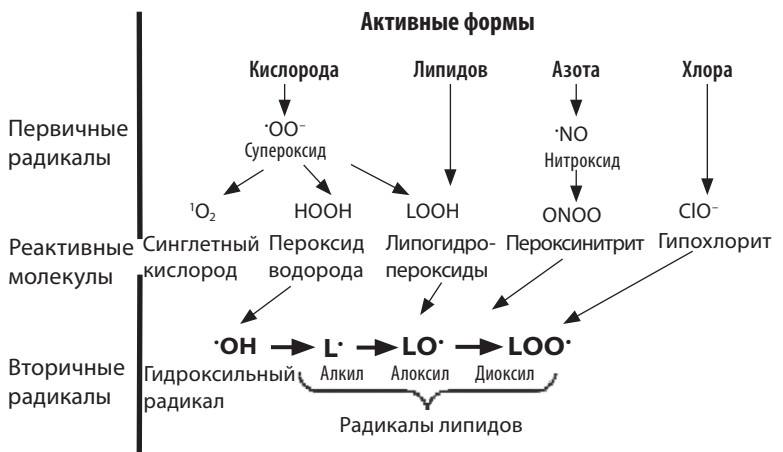 Активные формы
Кислорода Липидов Азота Хлора
Первичные
радикалы
·OO⁻
Супероксид
·NO
Нитроксид
¹O₂ HOOH LOOH ONOO ClO⁻
Реактивные
молекулы
Синглетный
кислород
Пероксид
водорода
Липогидро-
пероксиды
Пероксинитрит
Гипохлорит
Вторичные
радикалы
·OH L· LO· LOO·
Гидроксильный
радикал
Алкил Алоксил Диоксил
Радикалы липидов